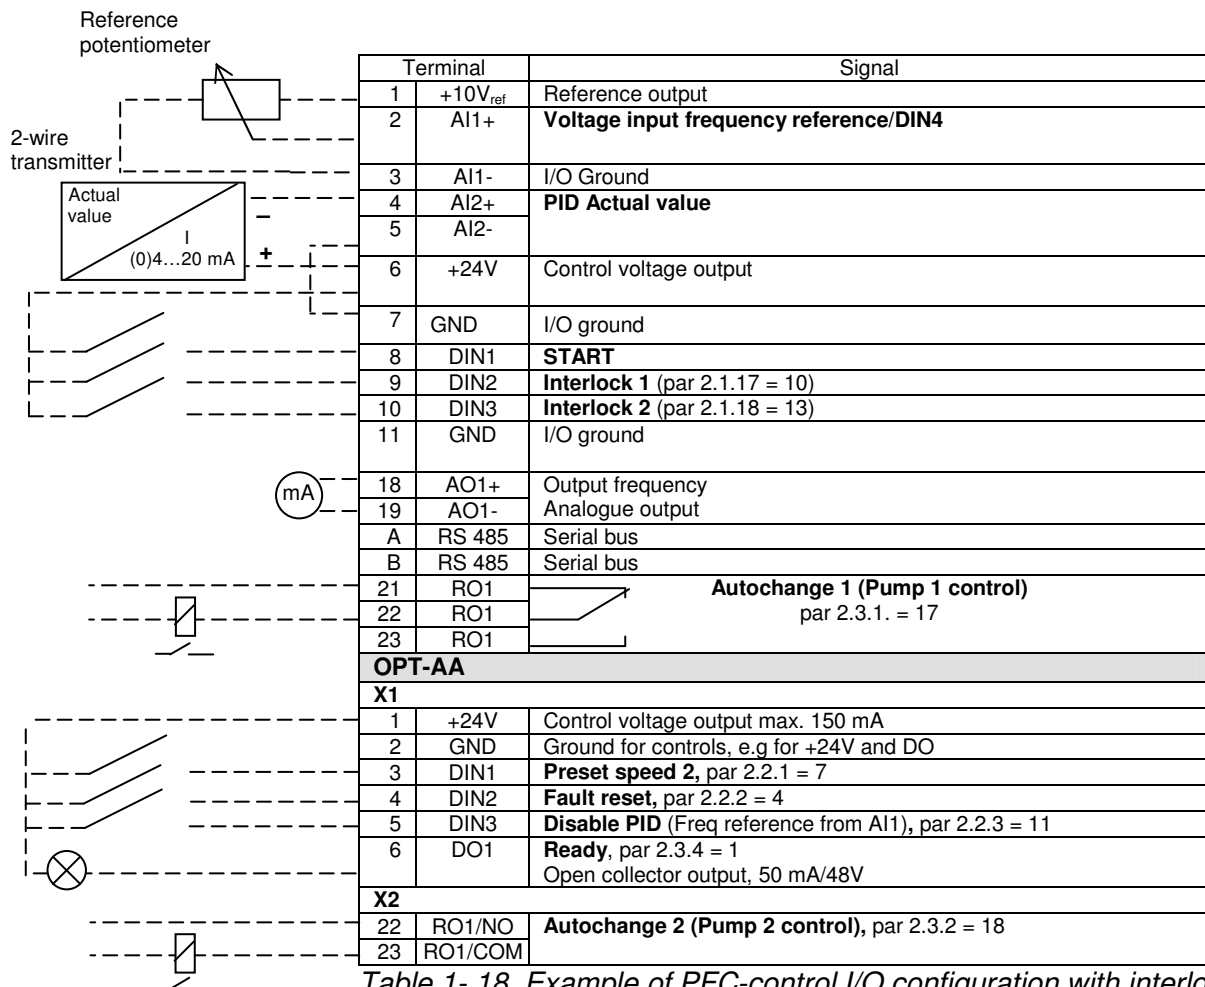 Reference
potentiometer
2-wire
transmitter
Actual
value
I
(0)4…20 mA
–
+
mA
Terminal Signal
1 +10Vref Reference output
2 AI1+ Voltage input frequency reference/DIN4
3 AI1- I/O Ground
4 AI2+ PID Actual value
5 AI2-
6 +24V Control voltage output
7 GND I/O ground
8 DIN1 START
9 DIN2 Interlock 1 (par 2.1.17 = 10)
10 DIN3 Interlock 2 (par 2.1.18 = 13)
11 GND I/O ground
18 AO1+ Output frequency
19 AO1- Analogue output
A RS 485 Serial bus
B RS 485 Serial bus
21 RO1 Autochange 1 (Pump 1 control)
22 RO1 par 2.3.1. = 17
23 RO1
OPT-AA
X1
1 +24V Control voltage output max. 150 mA
2 GND Ground for controls, e.g for +24V and DO
3 DIN1 Preset speed 2, par 2.2.1 = 7
4 DIN2 Fault reset, par 2.2.2 = 4
5 DIN3 Disable PID (Freq reference from AI1), par 2.2.3 = 11
6 DO1 Ready, par 2.3.4 = 1
Open collector output, 50 mA/48V
X2
22 RO1/NO Autochange 2 (Pump 2 control), par 2.3.2 = 18
23 RO1/COM
Table 1- 18. Example of PFC-control I/O configuration with interlo